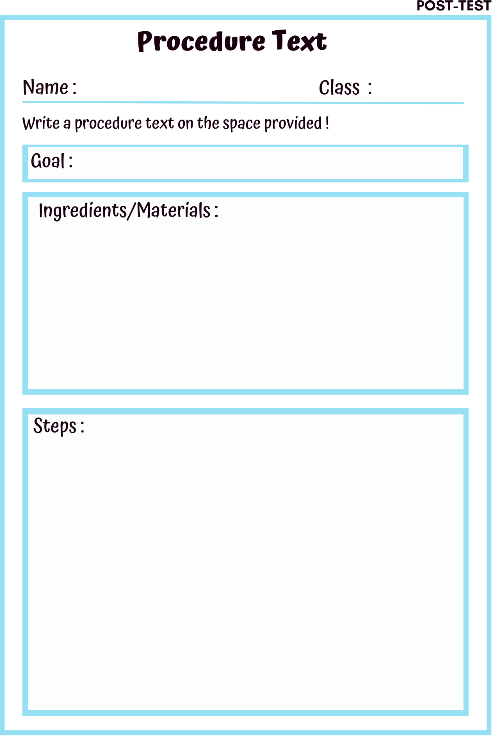 POST-TEST
Procedure Text
Name : Class :
Write a procedure text on the space provided !
Goal :
Ingredients/Materials :
Steps :